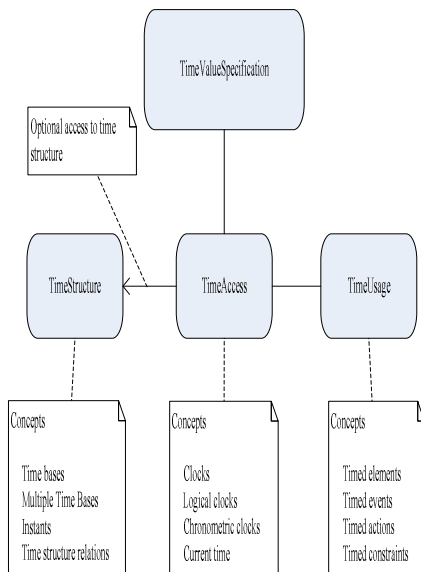 TimeValueSpecification
Optional access to time
structure
TimeStructure
TimeAccess
TimeUsage
Concepts
Time bases
Multiple Time Bases
Instants
Time structure relations
Concepts
Clocks
Logical clocks
Chronometric clocks
Current time
Concepts
Timed elements
Timed events
Timed actions
Timed constraints